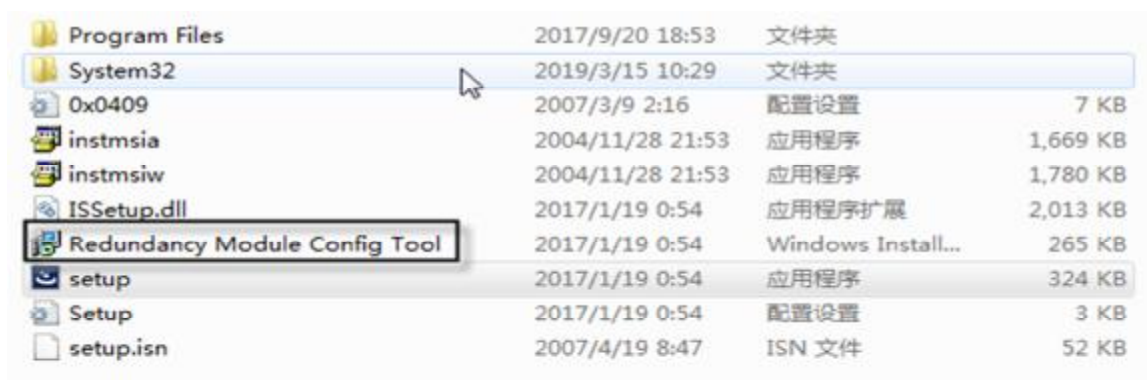 Program Files 2017/9/20 18:53 文件夹
System32 2019/3/15 10:29 文件夹
0x0409 2007/3/9 2:16 配置设置 7 KB
instmsia 2004/11/28 21:53 应用程序 1,669 KB
instmsiw 2004/11/28 21:53 应用程序 1,780 KB
ISSetup.dll 2017/1/19 0:54 应用程序扩展 2,013 KB
Redundancy Module Config Tool 2017/1/19 0:54 Windows Install... 265 KB
setup 2017/1/19 0:54 应用程序 324 KB
Setup 2017/1/19 0:54 配置设置 3 KB
setup.isn 2007/4/19 8:47 ISN 文件 52 KB